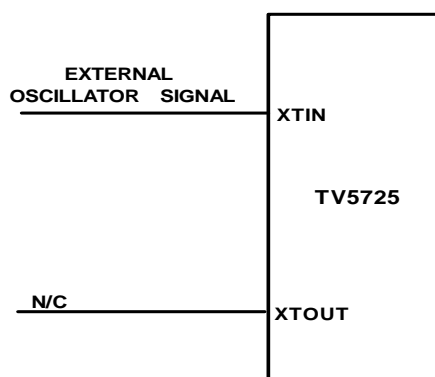 EXTERNAL
OSCILLATOR SIGNAL
XTIN
TV5725
N/C
XTOUT